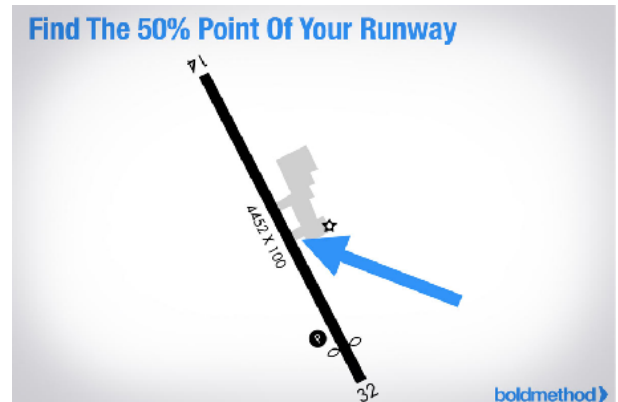 Find The 50% Point Of Your Runway
14
4452 X 100
P
32
boldmethod